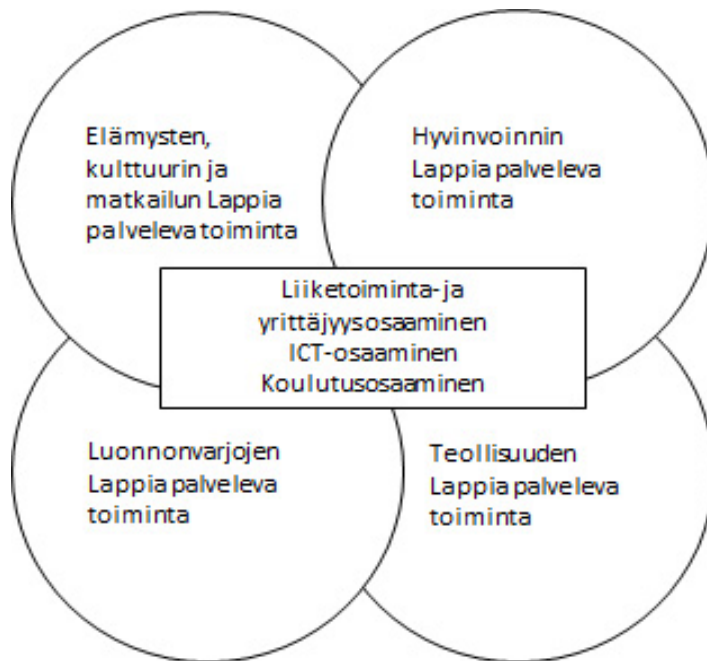 Elämysten,
kulttuurin ja
matkailun Lappia
palveleva toiminta
Hyvinvoinnin
Lappia palveleva
toiminta
Liiketoiminta- ja
yrittäjyysosaaminen
ICT-osaaminen
Koulutusosaaminen
Luonnonvarjojen
Lappia palveleva
toiminta
Teollisuuden
Lappia palveleva
toiminta